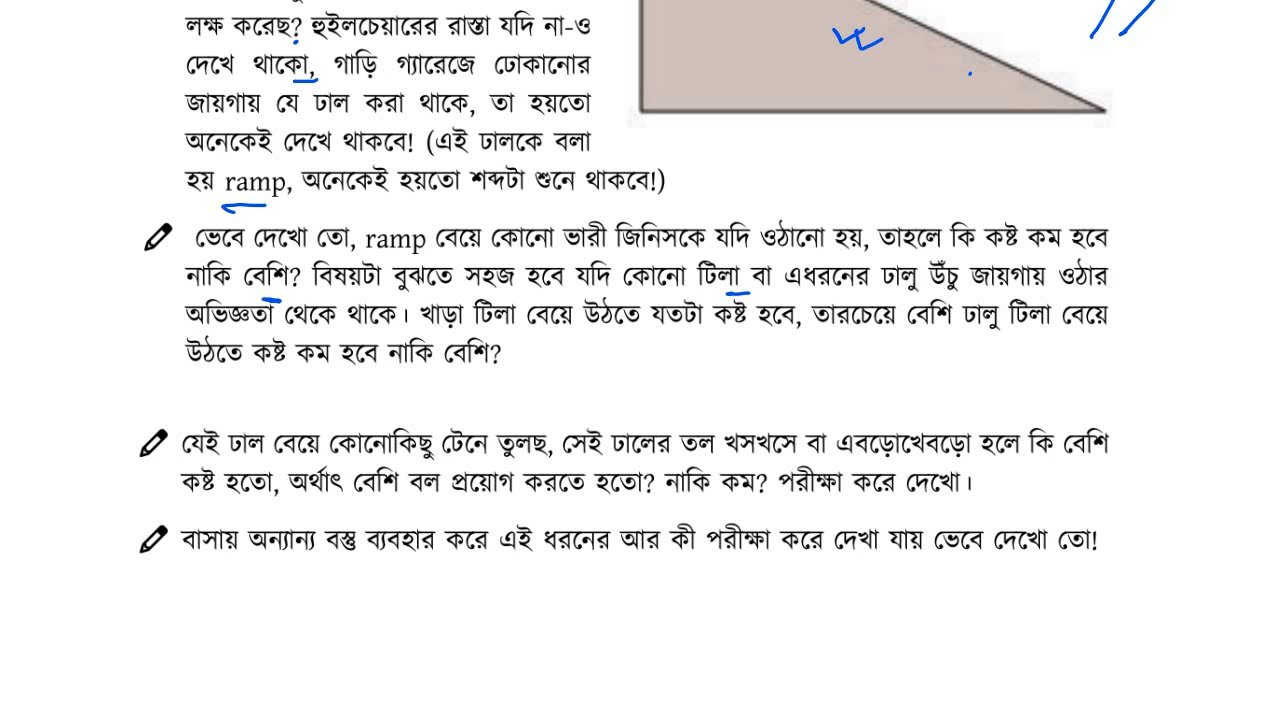 লক্ষ করেছ? হুইলচেয়ারের রাস্তা যদি না-ও
দেখে থাকো, গাড়ি গ্যারেজে ঢোকানোর
জায়গায় যে ঢাল করা থাকে, তা হয়তো
অনেকেই দেখে থাকবে! (এই ঢালকে বলা
হয় ramp, অনেকেই হয়তো শব্দটা শুনে থাকবে!)
ভেবে দেখো তো, ramp বেয়ে কোনো ভারী জিনিসকে যদি ওঠানো হয়, তাহলে কি কষ্ট কম হবে
নাকি বেশি? বিষয়টা বুঝতে সহজ হবে যদি কোনো টিলা বা এধরনের ঢালু উঁচু জায়গায় ওঠার
অভিজ্ঞতা থেকে থাকে। খাড়া টিলা বেয়ে উঠতে যতটা কষ্ট হবে, তারচেয়ে বেশি ঢালু টিলা বেয়ে
উঠতে কষ্ট কম হবে নাকি বেশি?
যেই ঢাল বেয়ে কোনোকিছু টেনে তুলছ, সেই ঢালের তল খসখসে বা এবড়োখেবড়ো হলে কি বেশি
কষ্ট হতো, অর্থাৎ বেশি বল প্রয়োগ করতে হতো? নাকি কম? পরীক্ষা করে দেখো।
বাসায় অন্যান্য বস্তু ব্যবহার করে এই ধরনের আর কী পরীক্ষা করে দেখা যায় ভেবে দেখো তো!